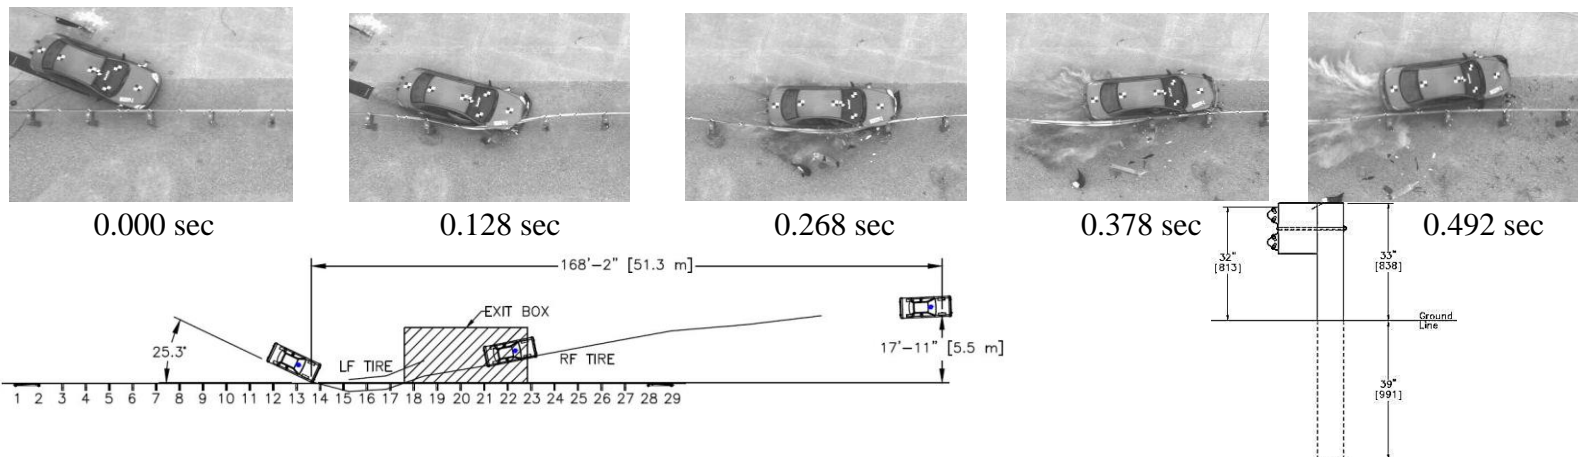 0.000 sec
0.128 sec
0.268 sec
0.378 sec
0.492 sec
168'-2" [51.3 m]
EXIT BOX
25.3°
LF TIRE
RF TIRE
17'-11" [5.5 m]
1 2 3 4 5 6 7 8 9 10 11 12 13 14 15 16 17 18 19 20 21 22 23 24 25 26 27 28 29
32"
[813]
33"
[838]
Ground
Line
39"
[991]